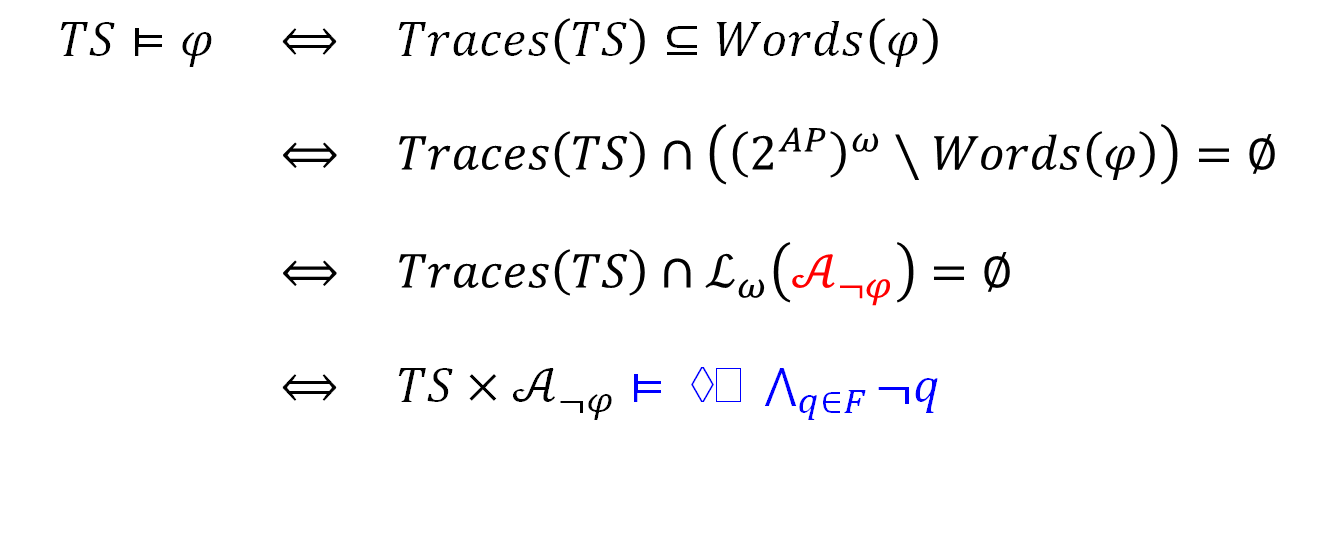 TS ⊨ φ ⟺ Traces(TS) ⊆ Words(φ)
⟺ Traces(TS) ∩ ((2^{AP})^ω \ Words(φ)) = ∅
⟺ Traces(TS) ∩ ℒ_ω(𝒜_{¬φ}) = ∅
⟺ TS × 𝒜_{¬φ} ⊨ ◊□ ⋀_{q∈F} ¬q